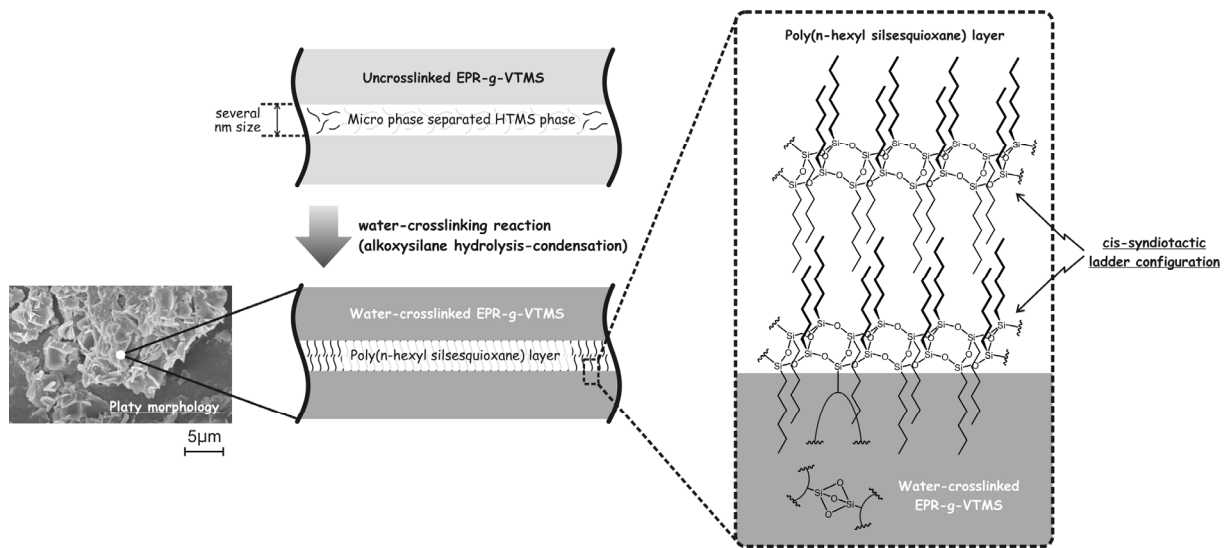 Uncrosslinked EPR-g-VTMS
several
nm size
Micro phase separated HTMS phase
water-crosslinking reaction
(alkoxysilane hydrolysis-condensation)
Water-crosslinked EPR-g-VTMS
Poly(n-hexyl silsesquioxane) layer
Platy morphology
5μm
Poly(n-hexyl silsesquioxane) layer
cis-syndiotactic
ladder configuration
Water-crosslinked
EPR-g-VTMS